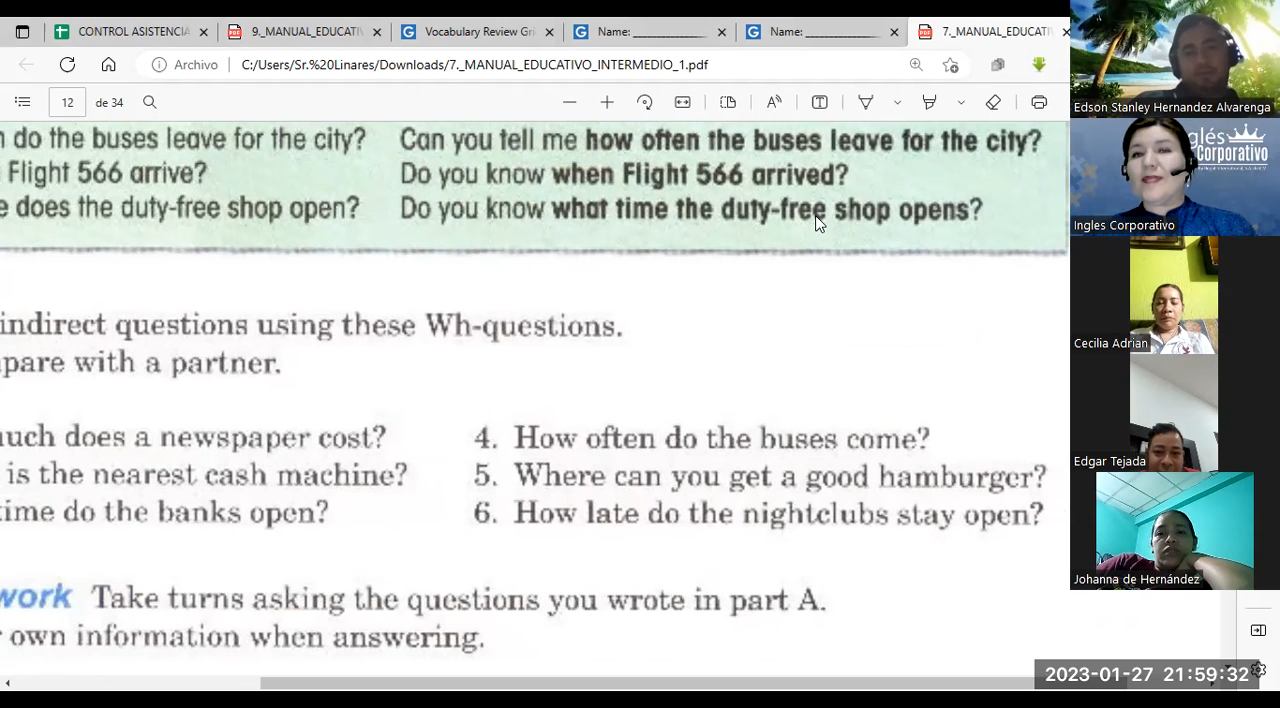 CONTROL ASISTENCIA
9._MANUAL_EDUCATI
Vocabulary Review Gri
Name: ____________
Name: ____________
7._MANUAL_EDUCATI
Archivo
C:/Users/Sr.%20Linares/Downloads/7._MANUAL_EDUCATIVO_INTERMEDIO_1.pdf
12
de 34
do the buses leave for the city?
Can you tell me how often the buses leave for the city?
Flight 566 arrive?
Do you know when Flight 566 arrived?
does the duty-free shop open?
Do you know what time the duty-free shop opens?
indirect questions using these Wh-questions.
pare with a partner.
uch does a newspaper cost?
4. How often do the buses come?
is the nearest cash machine?
5. Where can you get a good hamburger?
time do the banks open?
6. How late do the nightclubs stay open?
work Take turns asking the questions you wrote in part A.
own information when answering.
Edson Stanley Hernandez Alvarenga
glés
Corporativo
Ingles Corporativo
Cecilia Adrian
Edgar Tejada
Johanna de Hernández
2023-01-27 21:59:32